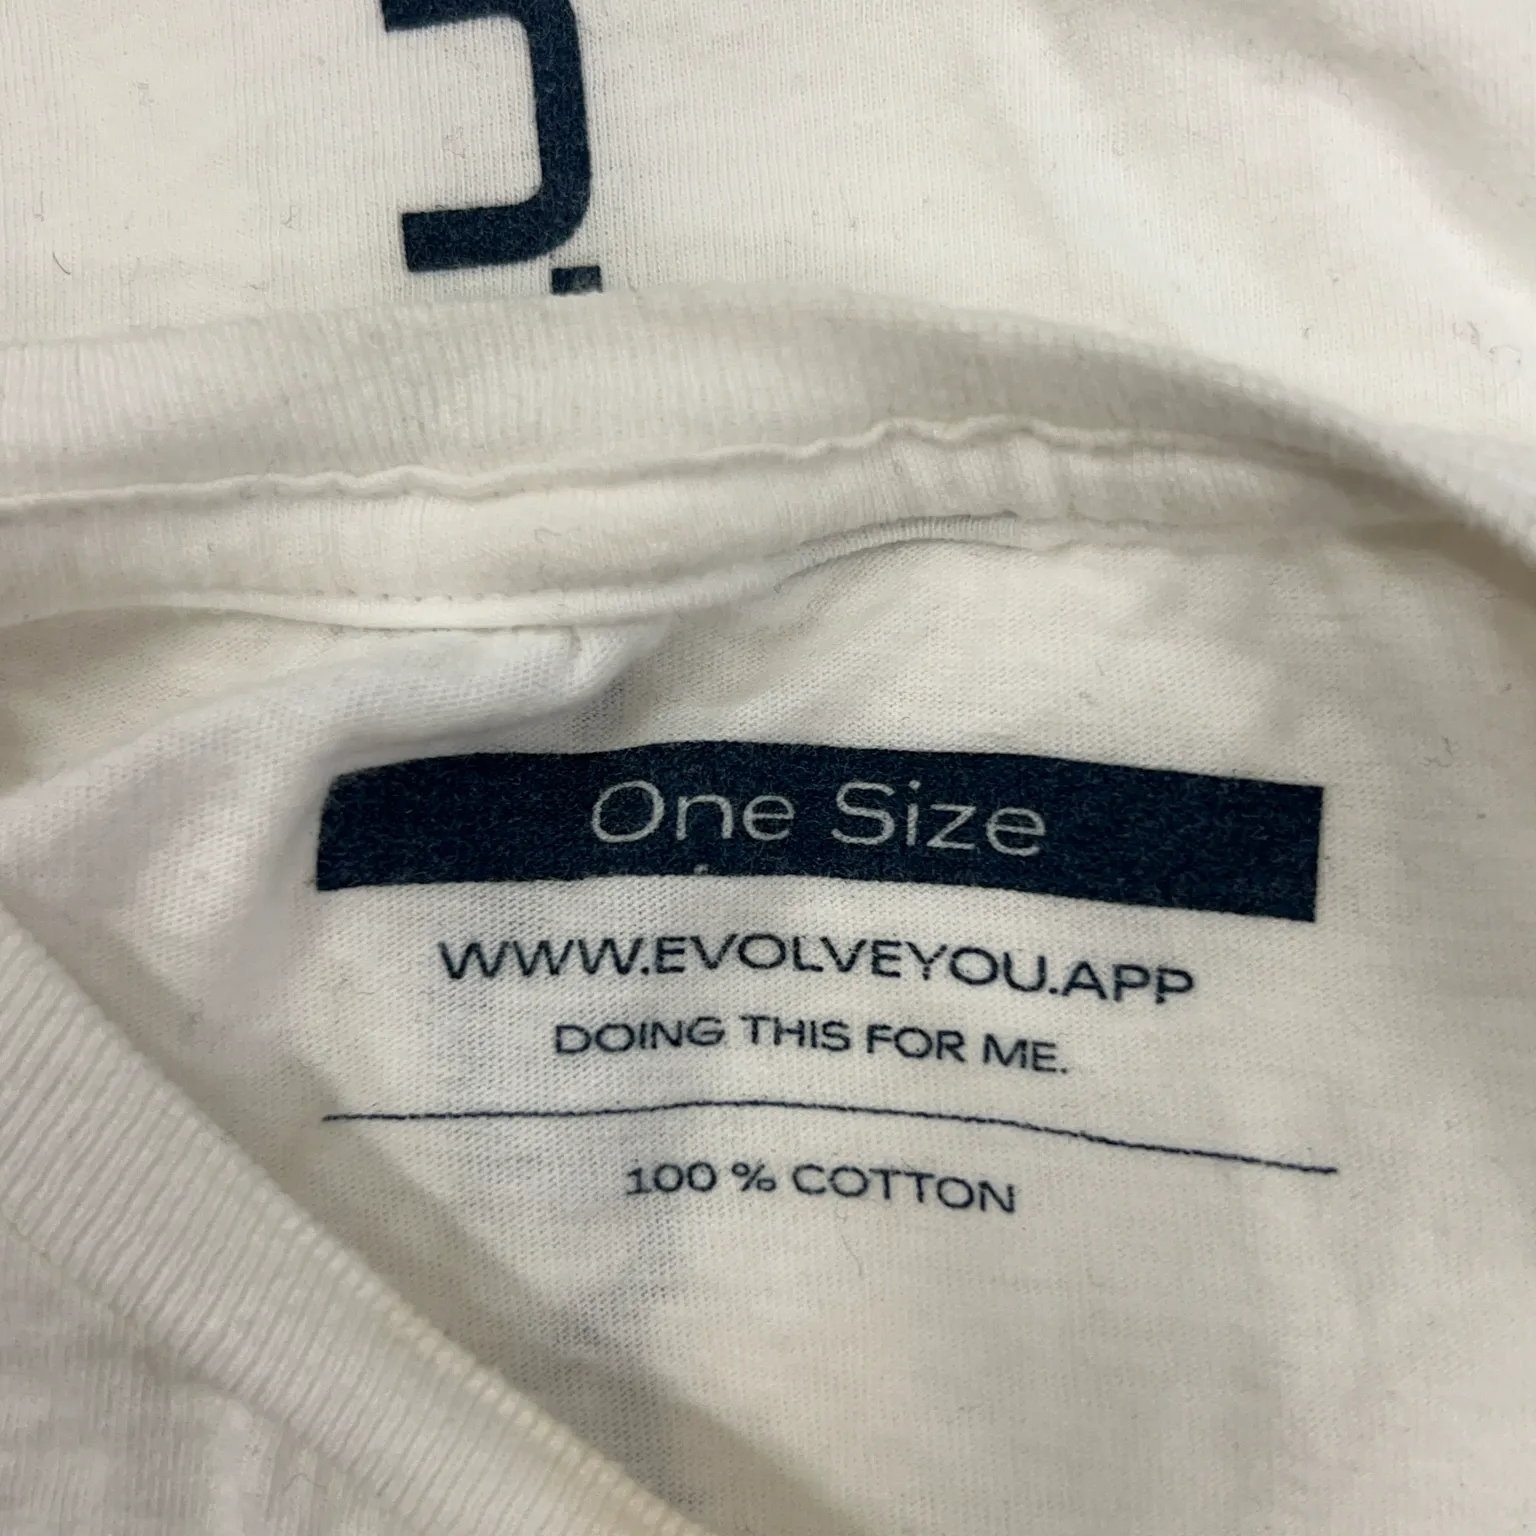 One Size
WWW.EVOLVEYOU.APP
DOING THIS FOR ME.
100 % COTTON